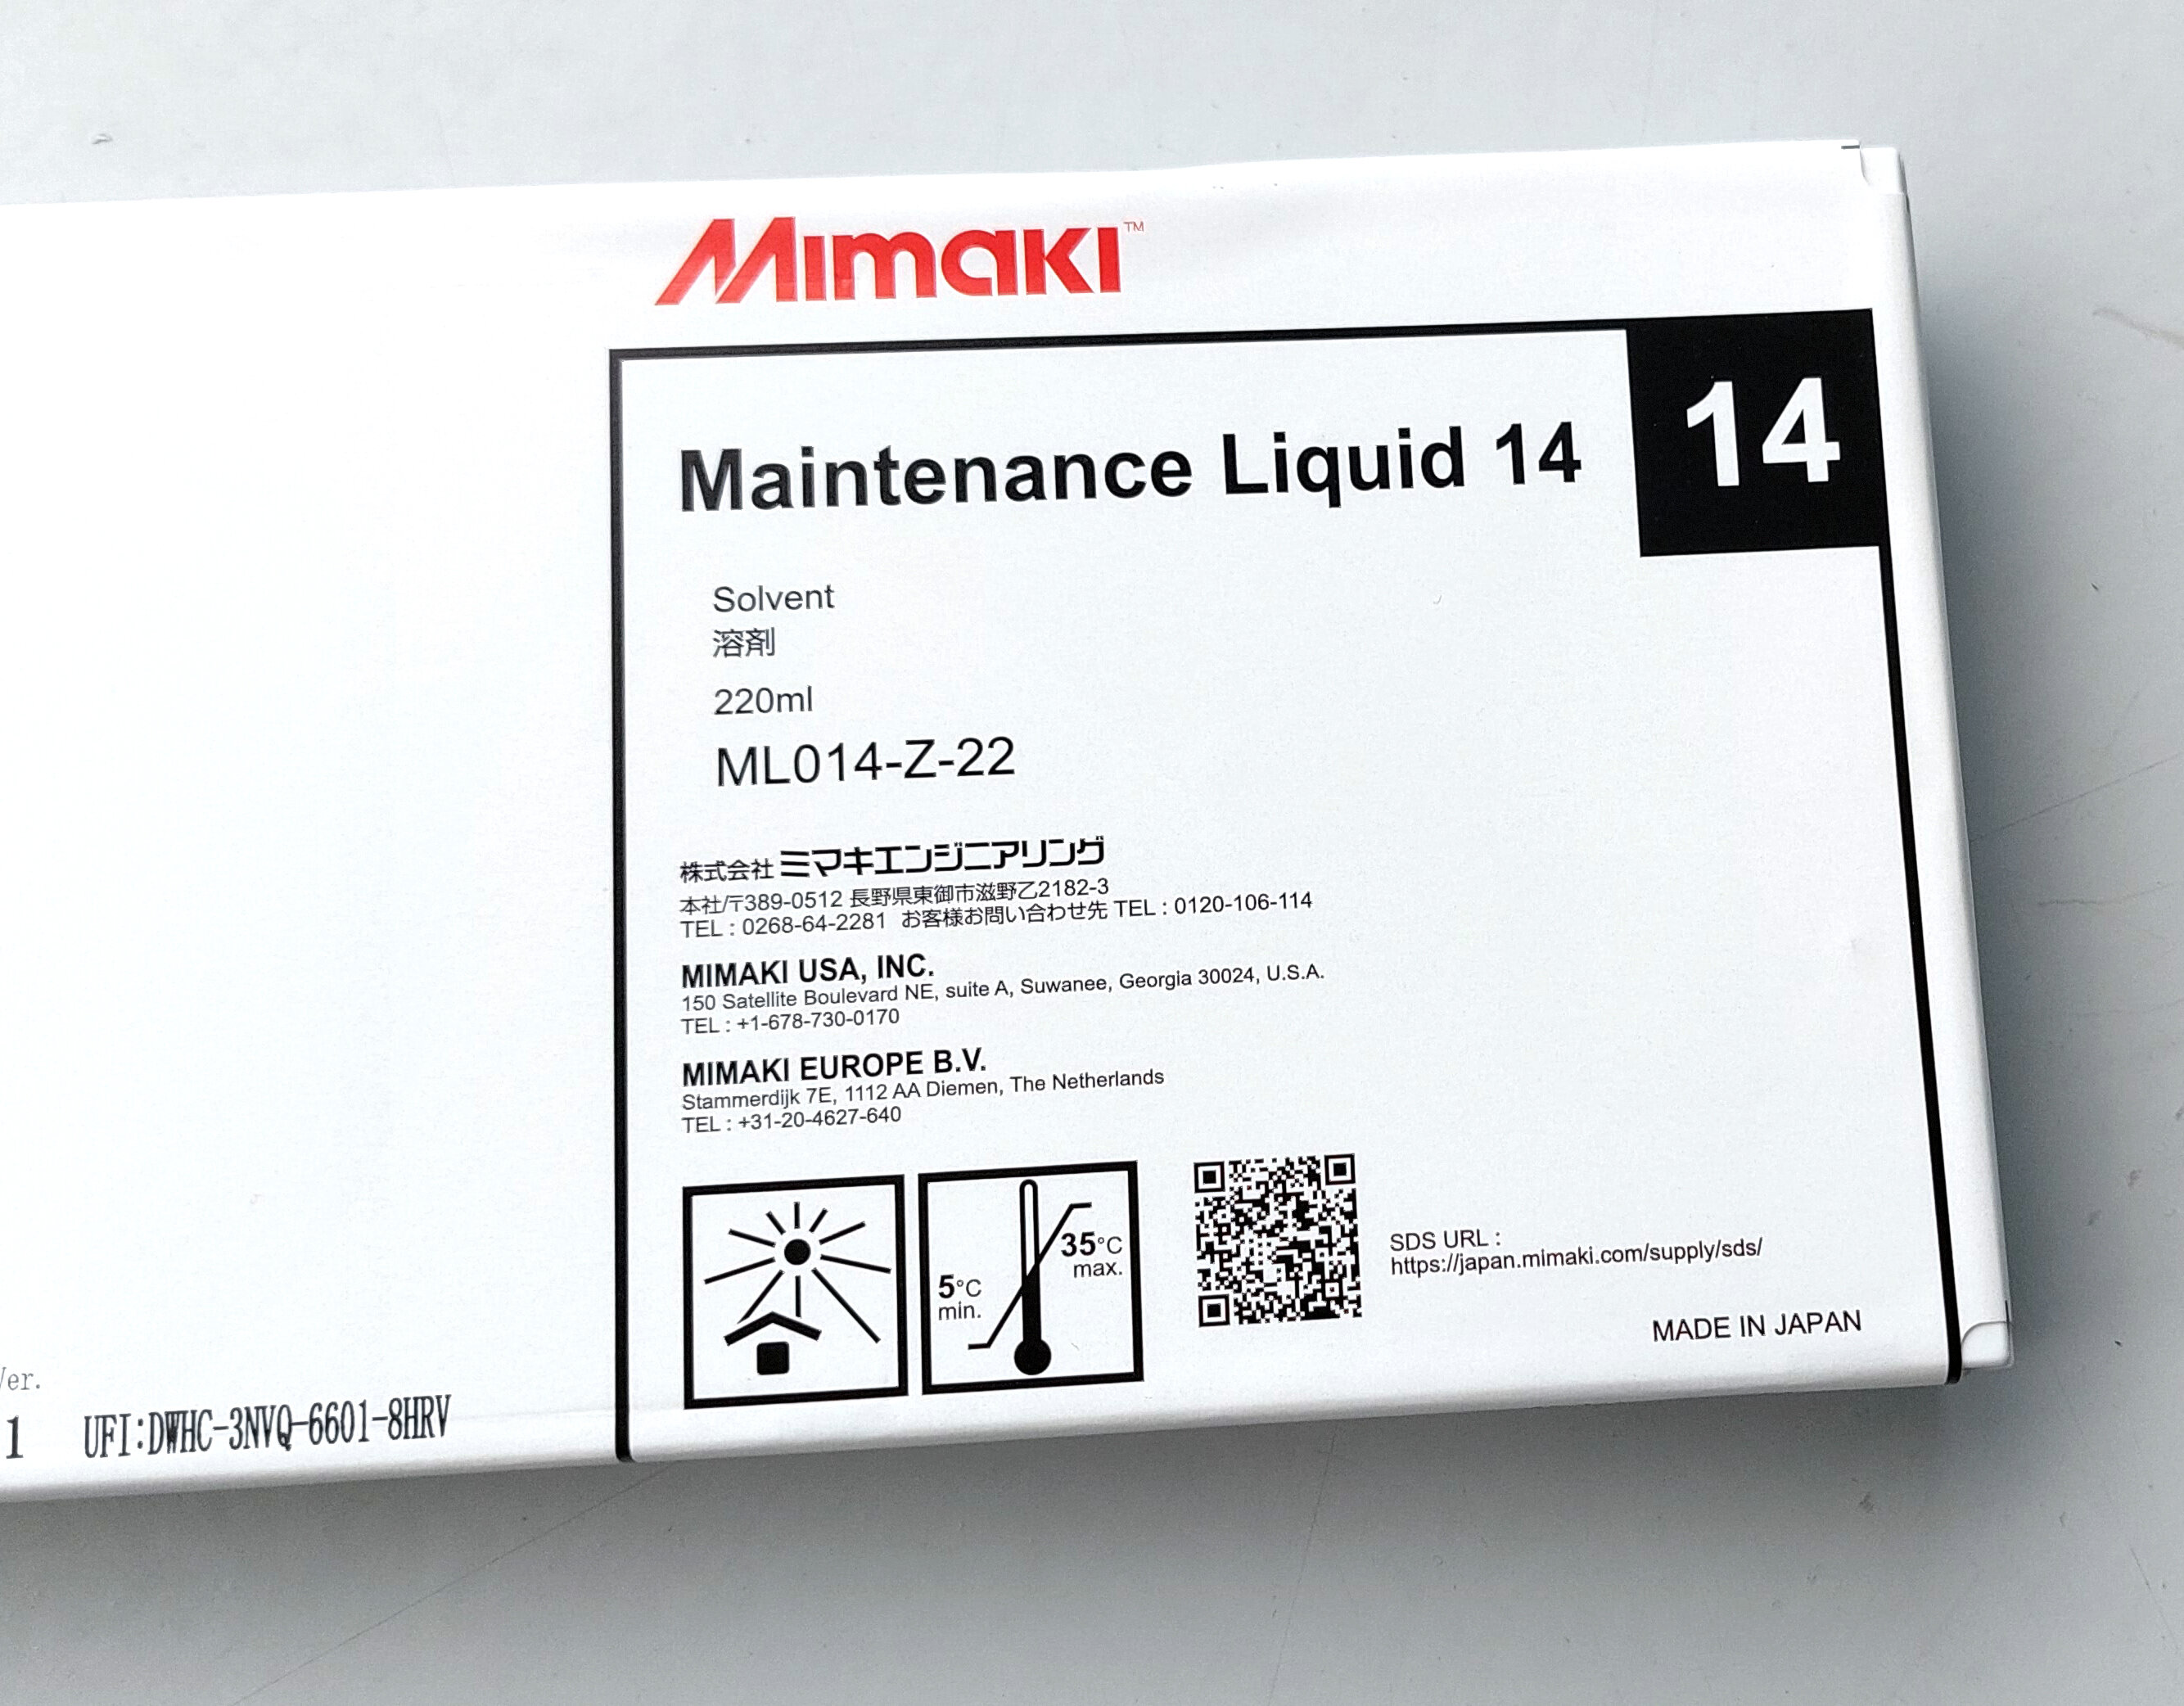 Mimaki™
Maintenance Liquid 14
14
Solvent
溶剤
220ml
ML014-Z-22
株式会社 ミマキエンジニアリング
本社/〒389-0512 長野県東御市滋野乙2182-3
TEL : 0268-64-2281 お客様お問い合わせ先 TEL : 0120-106-114
MIMAKI USA, INC.
150 Satellite Boulevard NE, suite A, Suwanee, Georgia 30024, U.S.A.
TEL : +1-678-730-0170
MIMAKI EUROPE B.V.
Stammerdijk 7E, 1112 AA Diemen, The Netherlands
TEL : +31-20-4627-640
5°C
min.
35°C
max.
SDS URL :
https://japan.mimaki.com/supply/sds/
MADE IN JAPAN
Ver.
1 UFI:DWHC-3NVQ-6601-8HRV